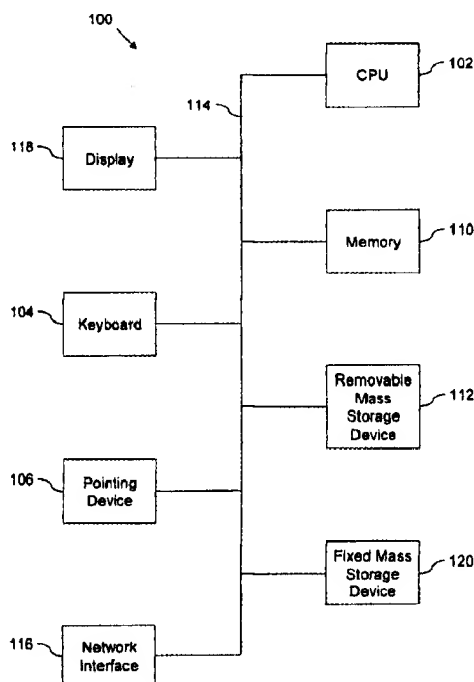 100
CPU
102
114
118
Display
Memory
110
104
Keyboard
Removable
Mass
Storage
Device
112
106
Pointing
Device
Fixed Mass
Storage
Device
120
116
Network
Interface